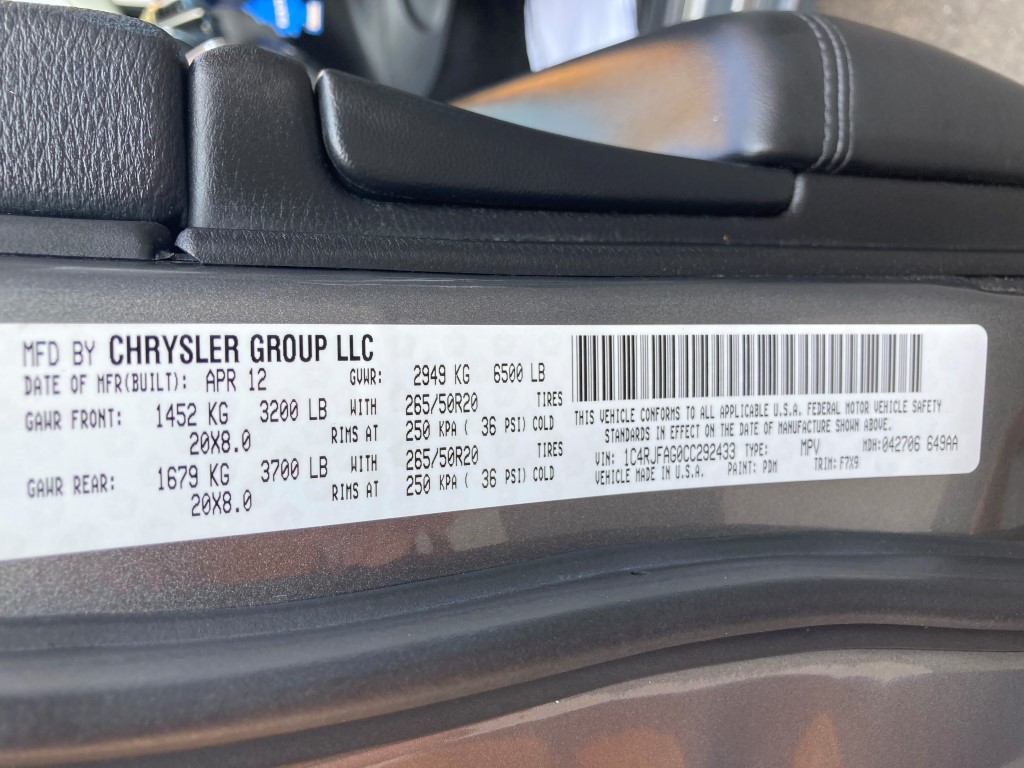 MFD BY CHRYSLER GROUP LLC
DATE OF MFR(BUILT): APR 12 GVWR: 2949 KG 6500 LB
GAWR FRONT: 1452 KG 3200 LB WITH 265/50R20 TIRES
20X8.0 RIMS AT 250 KPA ( 36 PSI) COLD
GAWR REAR: 1679 KG 3700 LB WITH 265/50R20 TIRES
20X8.0 RIMS AT 250 KPA ( 36 PSI) COLD
THIS VEHICLE CONFORMS TO ALL APPLICABLE U.S.A. FEDERAL MOTOR VEHICLE SAFETY
STANDARDS IN EFFECT ON THE DATE OF MANUFACTURE SHOWN ABOVE.
VIN: 1C4RJFAG0CC292433 TYPE: MPV MDH: 042706 649AA
VEHICLE MADE IN U.S.A. PAINT: PDM TRIM: F7X9